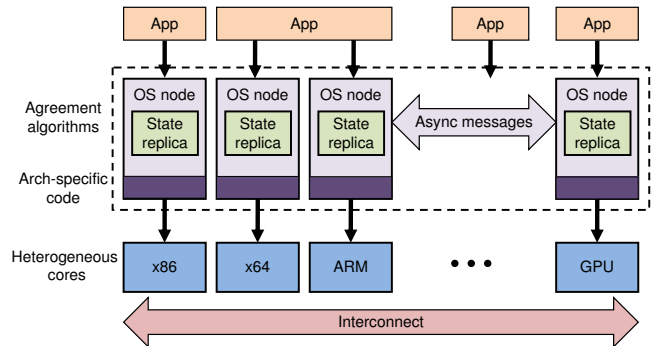 App
App
App
App
OS node
OS node
OS node
OS node
Agreement
algorithms
State
replica
State
replica
State
replica
Async messages
State
replica
Arch-specific
code
Heterogeneous
cores
x86
x64
ARM
GPU
Interconnect